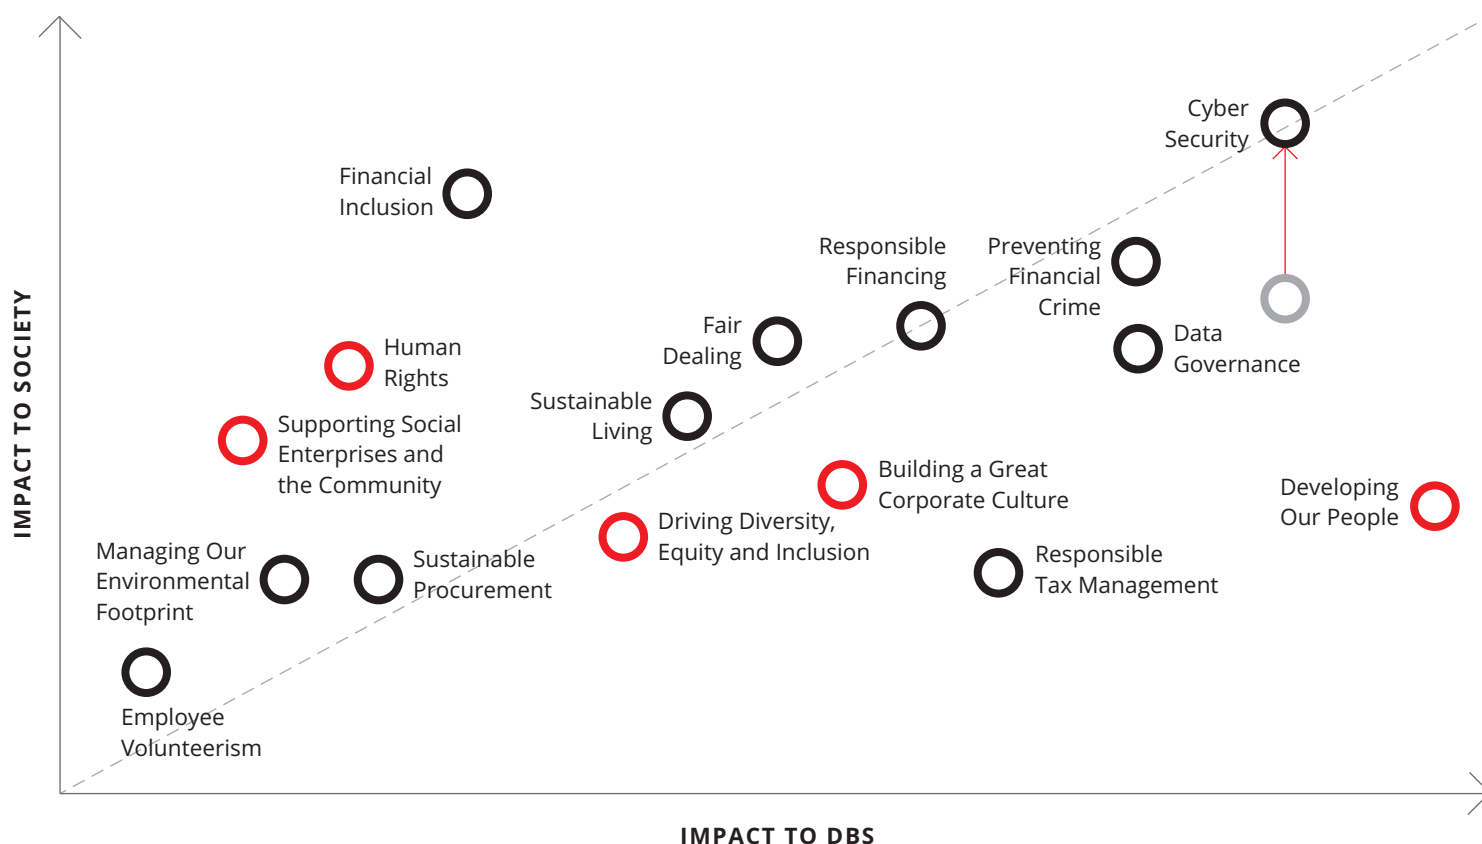 Cyber
Security
Financial
Inclusion
Responsible
Financing
Preventing
Financial
Crime
Fair
Dealing
Data
Governance
Human
Rights
Sustainable
Living
Supporting Social
Enterprises and
the Community
Building a Great
Corporate Culture
Developing
Our People
Driving Diversity,
Equity and Inclusion
Managing Our
Environmental
Footprint
Sustainable
Procurement
Responsible
Tax Management
Employee
Volunteerism
IMPACT TO SOCIETY
IMPACT TO DBS